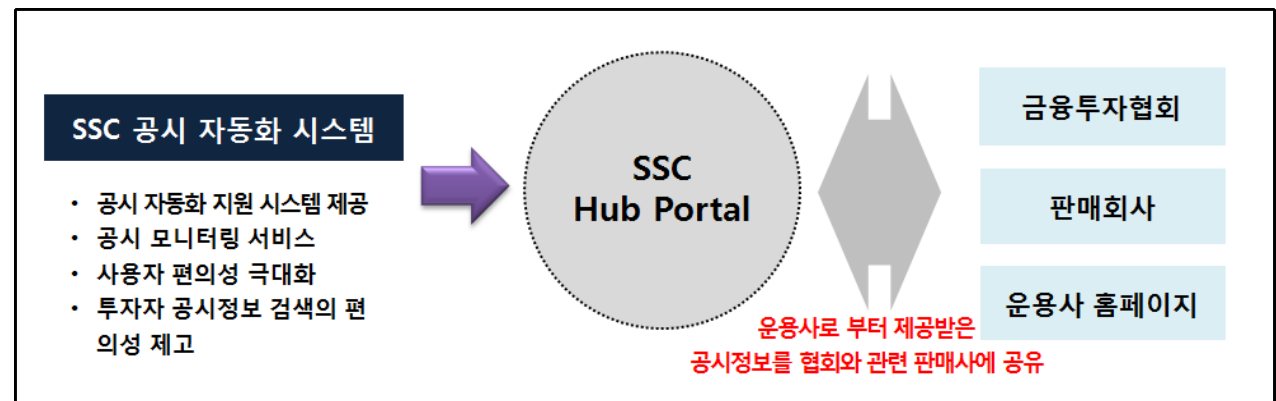 SSC 공시 자동화 시스템
• 공시 자동화 지원 시스템 제공
• 공시 모니터링 서비스
• 사용자 편의성 극대화
• 투자자 공시정보 검색의 편
의성 제고
SSC
Hub Portal
금융투자협회
판매회사
운용사 홈페이지
운용사로 부터 제공받은
공시정보를 협회와 관련 판매사에 공유